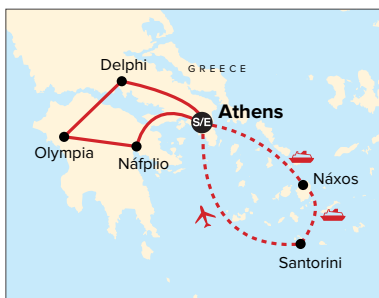 Delphi
GREECE
S/E
Athens
Olympia
Náfplio
Náxos
Santorini